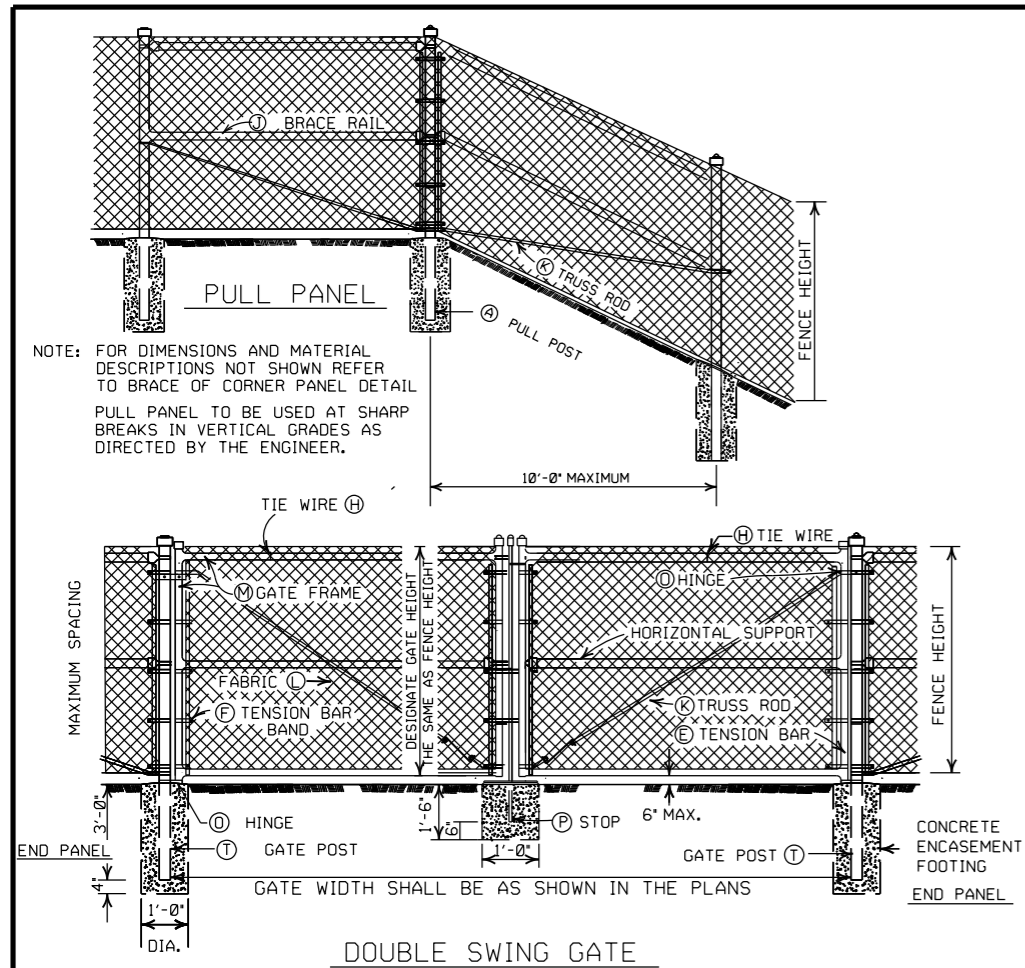 Ⓙ BRACE RAIL
PULL PANEL
Ⓚ TRUSS ROD
Ⓐ PULL POST
FENCE HEIGHT
NOTE: FOR DIMENSIONS AND MATERIAL
DESCRIPTIONS NOT SHOWN REFER
TO BRACE OF CORNER PANEL DETAIL
PULL PANEL TO BE USED AT SHARP
BREAKS IN VERTICAL GRADES AS
DIRECTED BY THE ENGINEER.
10'-0" MAXIMUM
TIE WIRE Ⓗ
Ⓗ TIE WIRE
MAXIMUM SPACING
Ⓜ GATE FRAME
Ⓞ HINGE
DESIGNATE GATE HEIGHT
THE SAME AS FENCE HEIGHT
HORIZONTAL SUPPORT
FENCE HEIGHT
FABRIC Ⓛ
Ⓚ TRUSS ROD
Ⓕ TENSION BAR
BAND
Ⓔ TENSION BAR
3'-0"
Ⓞ HINGE
1'-6"
6"
Ⓟ STOP
6" MAX.
CONCRETE
ENCASEMENT
FOOTING
END PANEL
Ⓣ GATE POST
1'-0"
GATE POST Ⓣ
4"
GATE WIDTH SHALL BE AS SHOWN IN THE PLANS
END PANEL
1'-0"
DIA.
DOUBLE SWING GATE